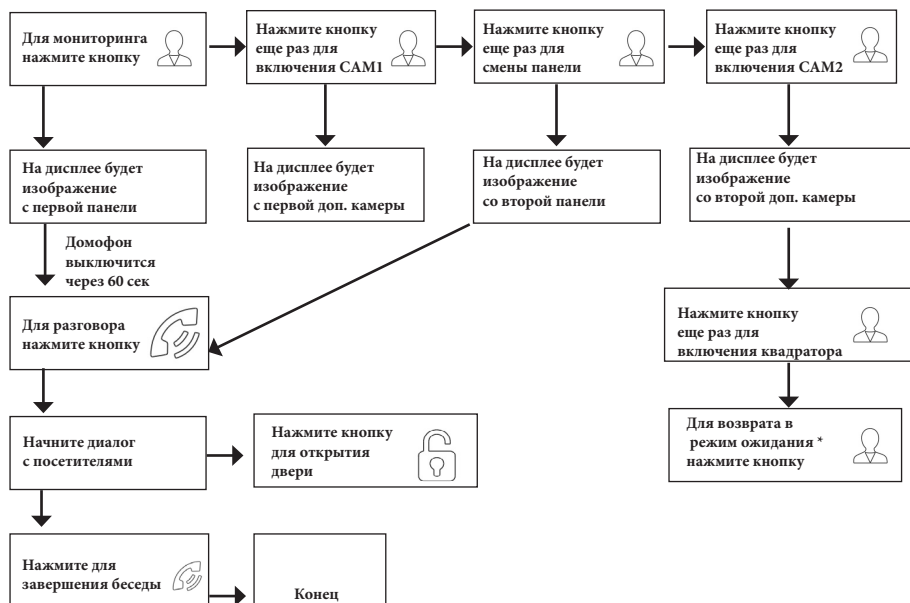 Для мониторинга
нажмите кнопку
Нажмите кнопку
еще раз для
включения CAM1
Нажмите кнопку
еще раз для
смены панели
Нажмите кнопку
еще раз для
включения CAM2
На дисплее будет
изображение
с первой панели
На дисплее будет
изображение
с первой доп. камеры
На дисплее будет
изображение
со второй панели
На дисплее будет
изображение
со второй доп. камеры
Домофон
выключится
через 60 сек
Для разговора
нажмите кнопку
Нажмите кнопку
еще раз для
включения квадратора
Начните диалог
с посетителями
Нажмите кнопку
для открытия
двери
Для возврата в
режим ожидания *
нажмите кнопку
Нажмите для
завершения беседы
Конец